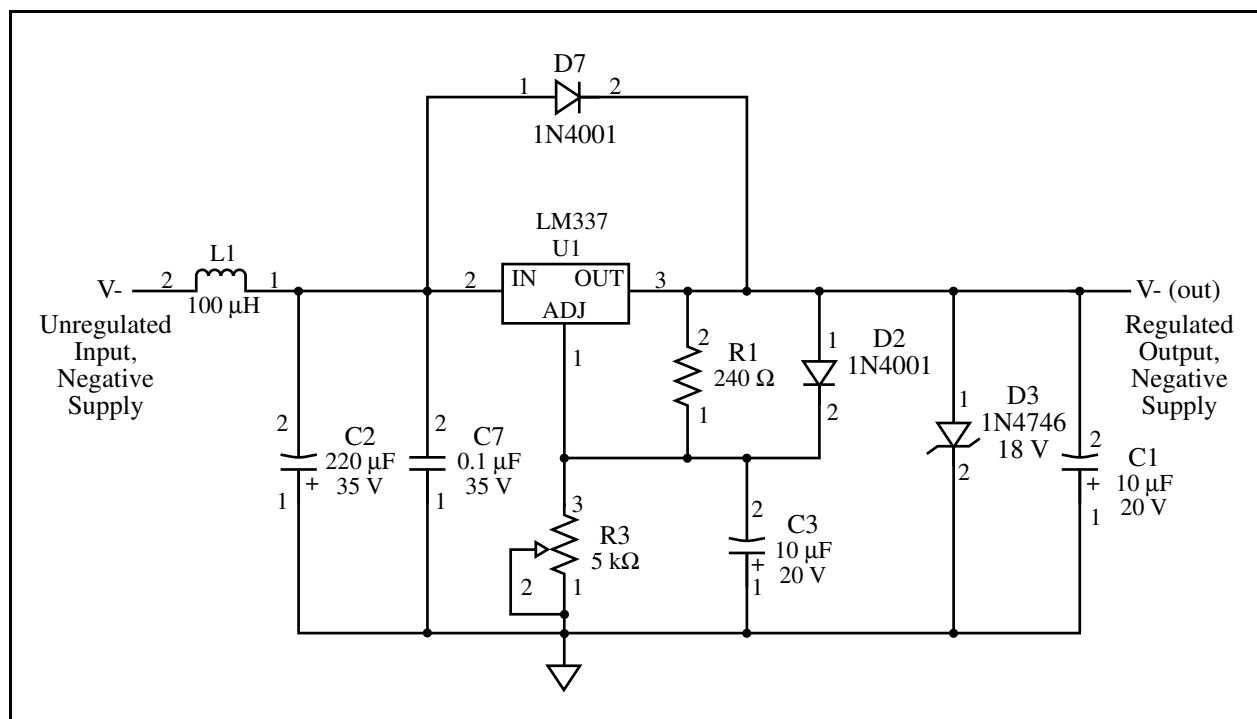 D7
1
2
1N4001
LM337
U1
L1
V-
2
1
100 µH
2
IN
OUT
ADJ
3
V- (out)
Unregulated
Input,
Negative
Supply
Regulated
Output,
Negative
Supply
1
2
R1
240 Ω
1
1
D2
1N4001
2
1
D3
1N4746
18 V
2
2
C2
220 µF
35 V
+
1
2
C7
0.1 µF
35 V
1
3
R3
5 kΩ
2
1
2
C3
10 µF
20 V
+
1
2
C1
10 µF
20 V
+
1